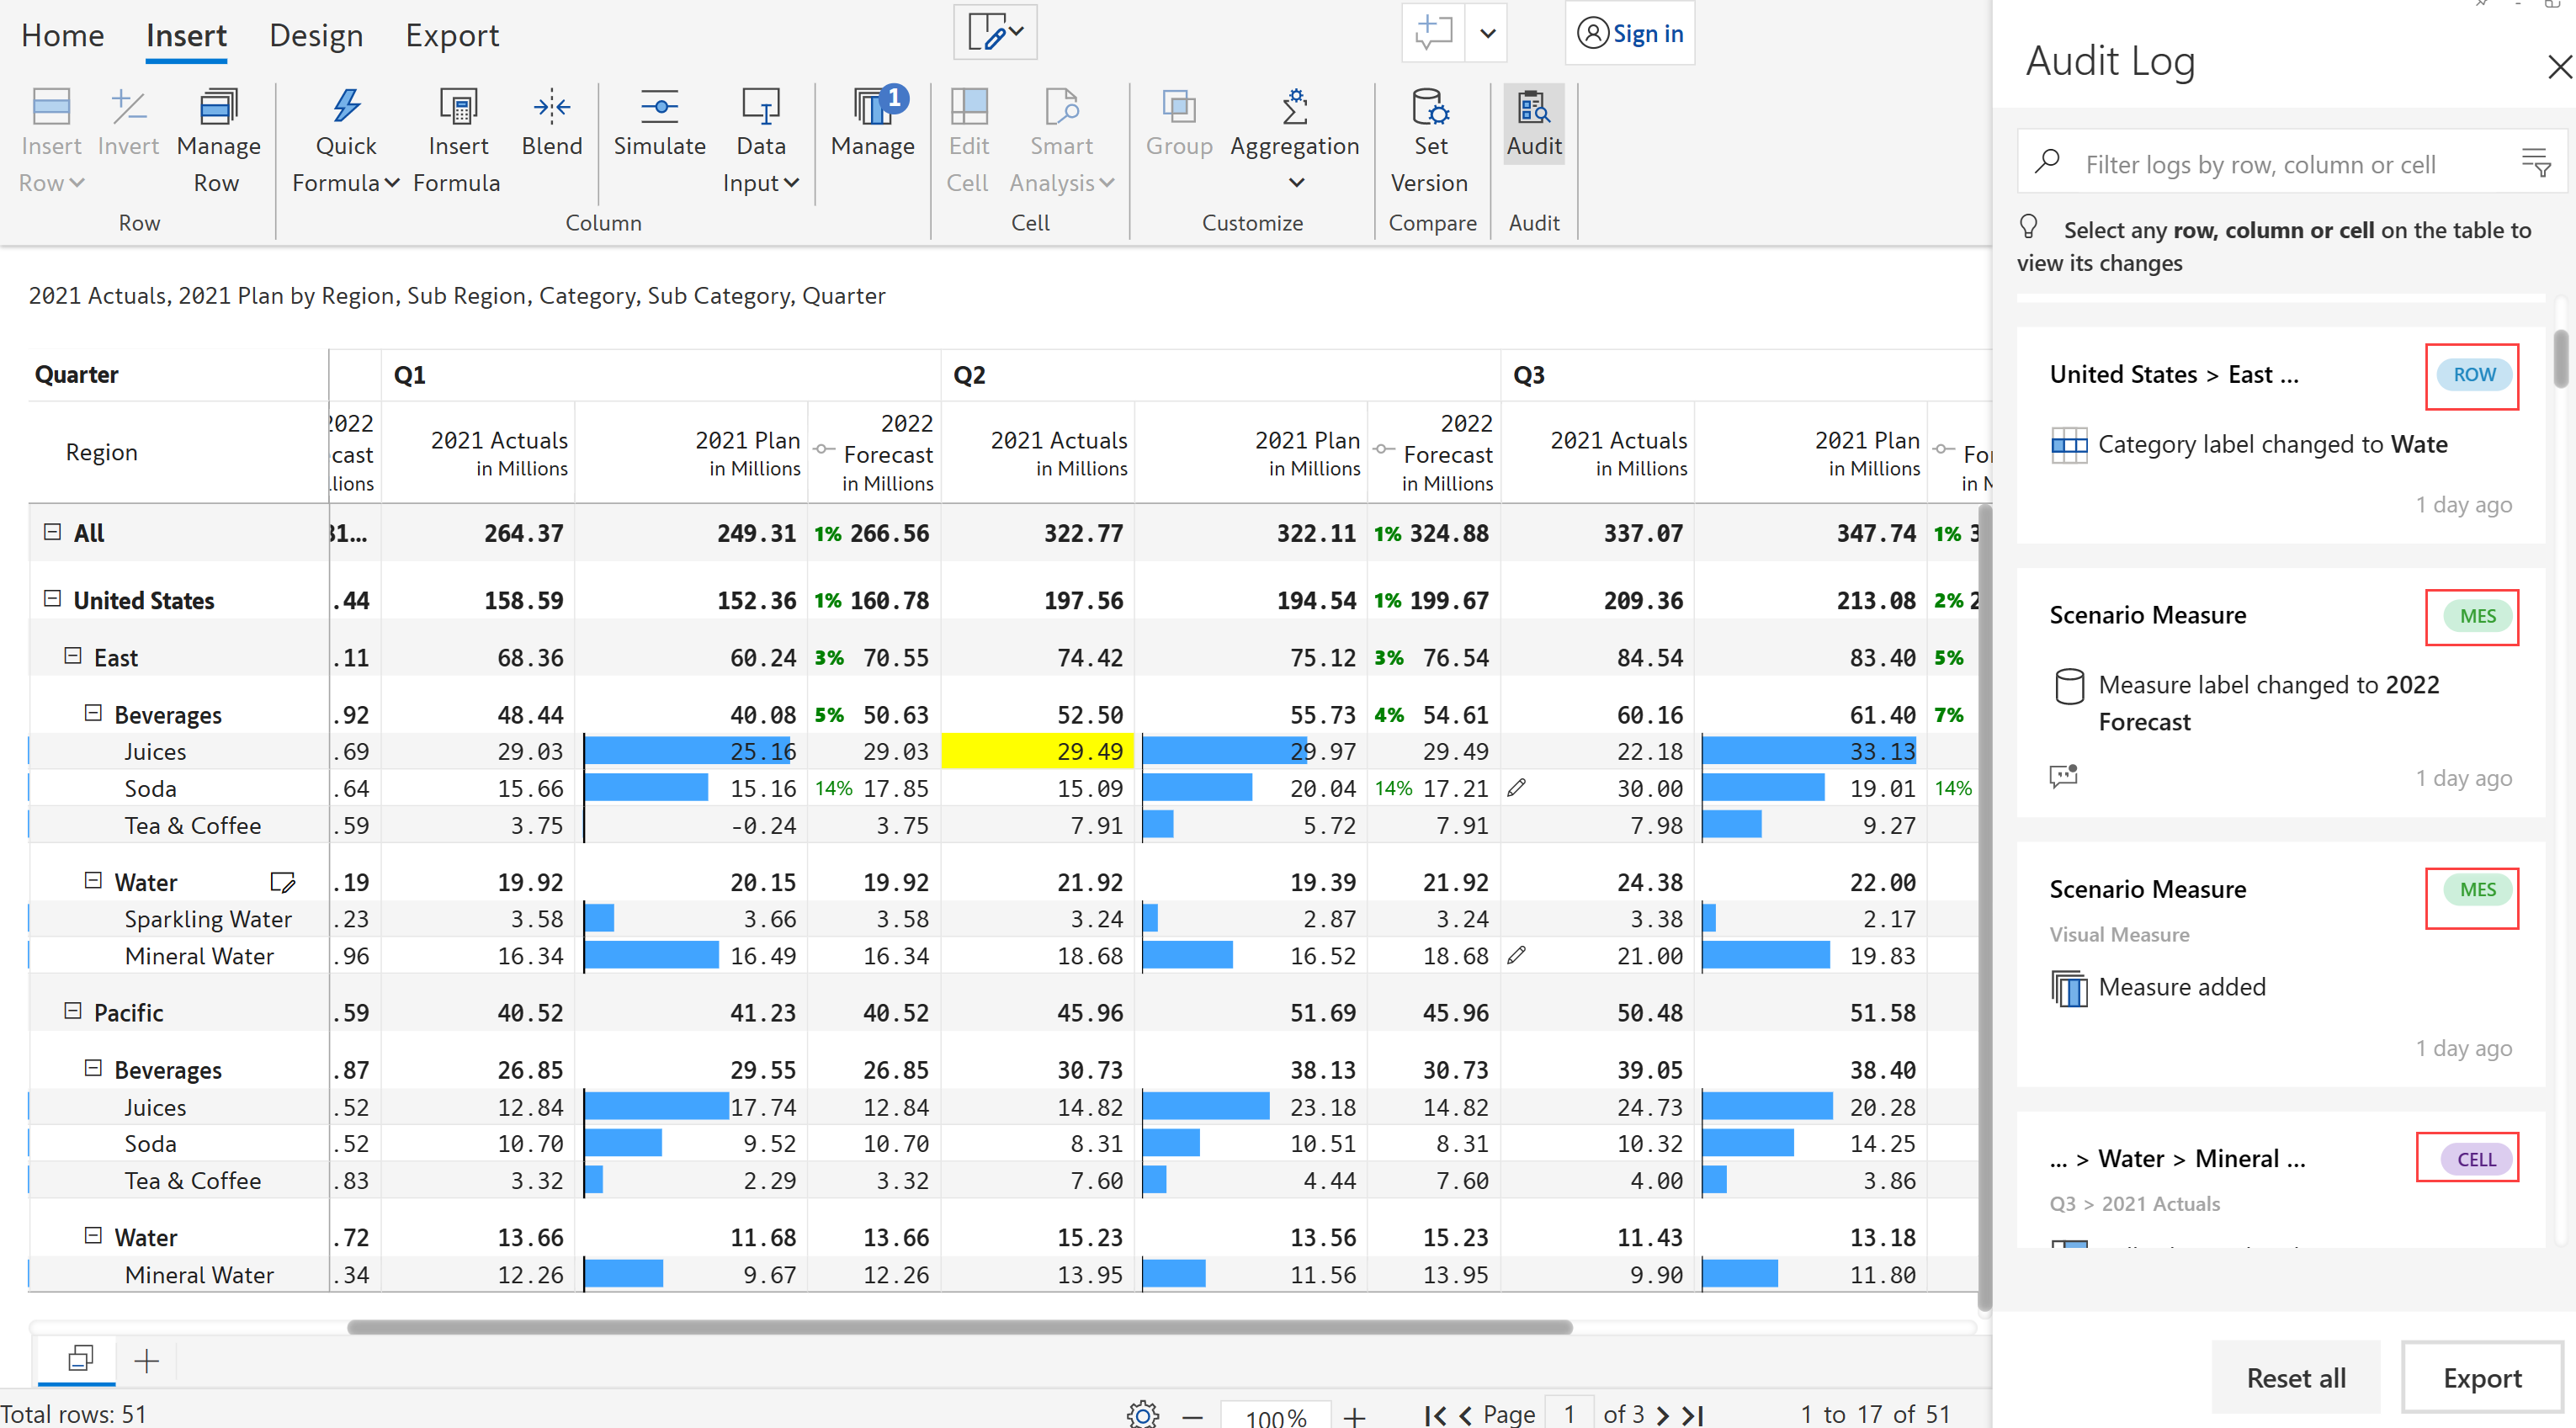 Home Insert Design Export Sign in
Insert Row
Invert
Manage Row
Row
Quick Formula
Insert Formula
Blend
Simulate
Data Input
Manage 1
Column
Edit Cell
Smart Analysis
Cell
Group
Aggregation
Customize
Set Version
Compare
Audit
Audit
2021 Actuals, 2021 Plan by Region, Sub Region, Category, Sub Category, Quarter
Quarter Q1 Q2 Q3
Region 2021 Actuals in Millions 2021 Plan in Millions 2022 Forecast in Millions 2021 Actuals in Millions 2021 Plan in Millions 2022 Forecast in Millions 2021 Actuals in Millions 2021 Plan in Millions
All 264.37 249.31 1% 266.56 322.77 322.11 1% 324.88 337.07 347.74 1%
United States .44 158.59 152.36 1% 160.78 197.56 194.54 1% 199.67 209.36 213.08 2%
East .11 68.36 60.24 3% 70.55 74.42 75.12 3% 76.54 84.54 83.40 5%
Beverages .92 48.44 40.08 5% 50.63 52.50 55.73 4% 54.61 60.16 61.40 7%
Juices .69 29.03 25.16 29.03 29.49 29.97 29.49 22.18 33.13
Soda .64 15.66 15.16 14% 17.85 15.09 20.04 14% 17.21 30.00 19.01 14%
Tea & Coffee .59 3.75 -0.24 3.75 7.91 5.72 7.91 7.98 9.27
Water .19 19.92 20.15 19.92 21.92 19.39 21.92 24.38 22.00
Sparkling Water .23 3.58 3.66 3.58 3.24 2.87 3.24 3.38 2.17
Mineral Water .96 16.34 16.49 16.34 18.68 16.52 18.68 21.00 19.83
Pacific .59 40.52 41.23 40.52 45.96 51.69 45.96 50.48 51.58
Beverages .87 26.85 29.55 26.85 30.73 38.13 30.73 39.05 38.40
Juices .52 12.84 17.74 12.84 14.82 23.18 14.82 24.73 20.28
Soda .52 10.70 9.52 10.70 8.31 10.51 8.31 10.32 14.25
Tea & Coffee .83 3.32 2.29 3.32 7.60 4.44 7.60 4.00 3.86
Water .72 13.66 11.68 13.66 15.23 13.56 15.23 11.43 13.18
Mineral Water .34 12.26 9.67 12.26 13.95 11.56 13.95 9.90 11.80
Total rows: 51 100% Page 1 of 3 1 to 17 of 51
Audit Log
Filter logs by row, column or cell
Select any row, column or cell on the table to
view its changes
United States > East ... ROW
Category label changed to Wate
1 day ago
Scenario Measure MES
Measure label changed to 2022
Forecast
1 day ago
Scenario Measure MES
Visual Measure
Measure added
1 day ago
... > Water > Mineral ... CELL
Q3 > 2021 Actuals
Reset all Export